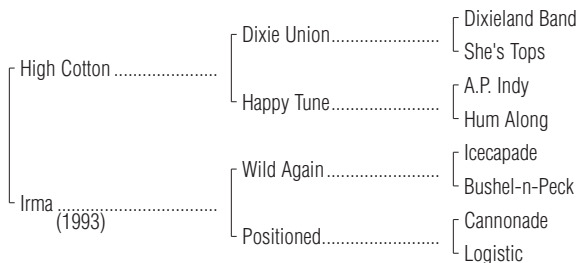 Dixieland Band
Dixie Union........................
She's Tops
High Cotton ......................
A.P. Indy
Happy Tune........................
Hum Along
Icecapade
Wild Again ........................
Bushel-n-Peck
Irma ..................................
(1993)
Cannonade
Positioned..........................
Logistic